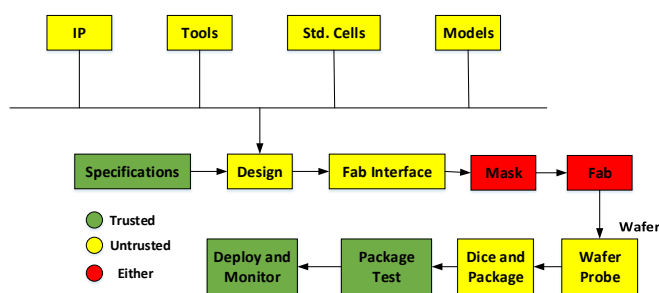 IP
Tools
Std. Cells
Models
Specifications
Design
Fab Interface
Mask
Fab
Trusted
Untrusted
Either
Wafer
Deploy and
Monitor
Package
Test
Dice and
Package
Wafer
Probe